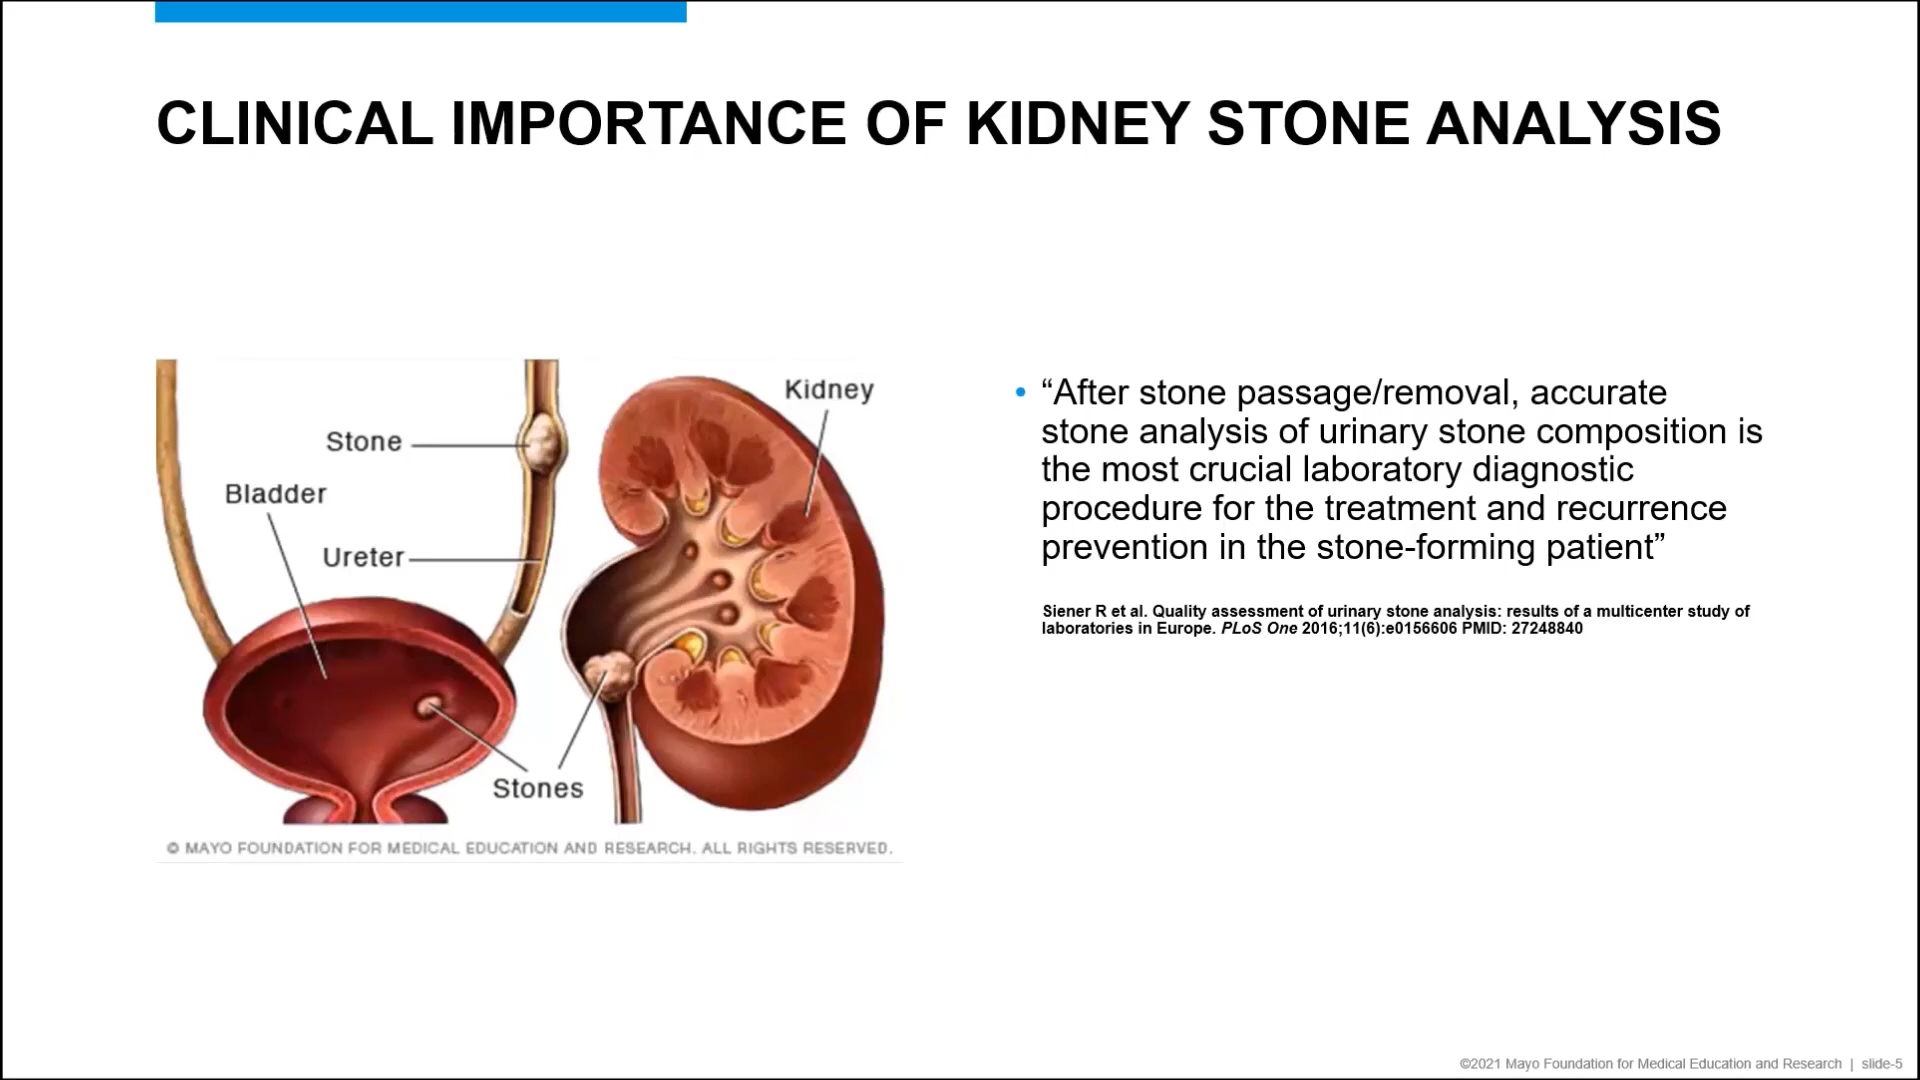 CLINICAL IMPORTANCE OF KIDNEY STONE ANALYSIS
Kidney
Stone
Bladder
Ureter
Stones
© MAYO FOUNDATION FOR MEDICAL EDUCATION AND RESEARCH. ALL RIGHTS RESERVED.
• “After stone passage/removal, accurate
stone analysis of urinary stone composition is
the most crucial laboratory diagnostic
procedure for the treatment and recurrence
prevention in the stone-forming patient”
Siener R et al. Quality assessment of urinary stone analysis: results of a multicenter study of
laboratories in Europe. PLoS One 2016;11(6):e0156606 PMID: 27248840
©2021 Mayo Foundation for Medical Education and Research | slide-5